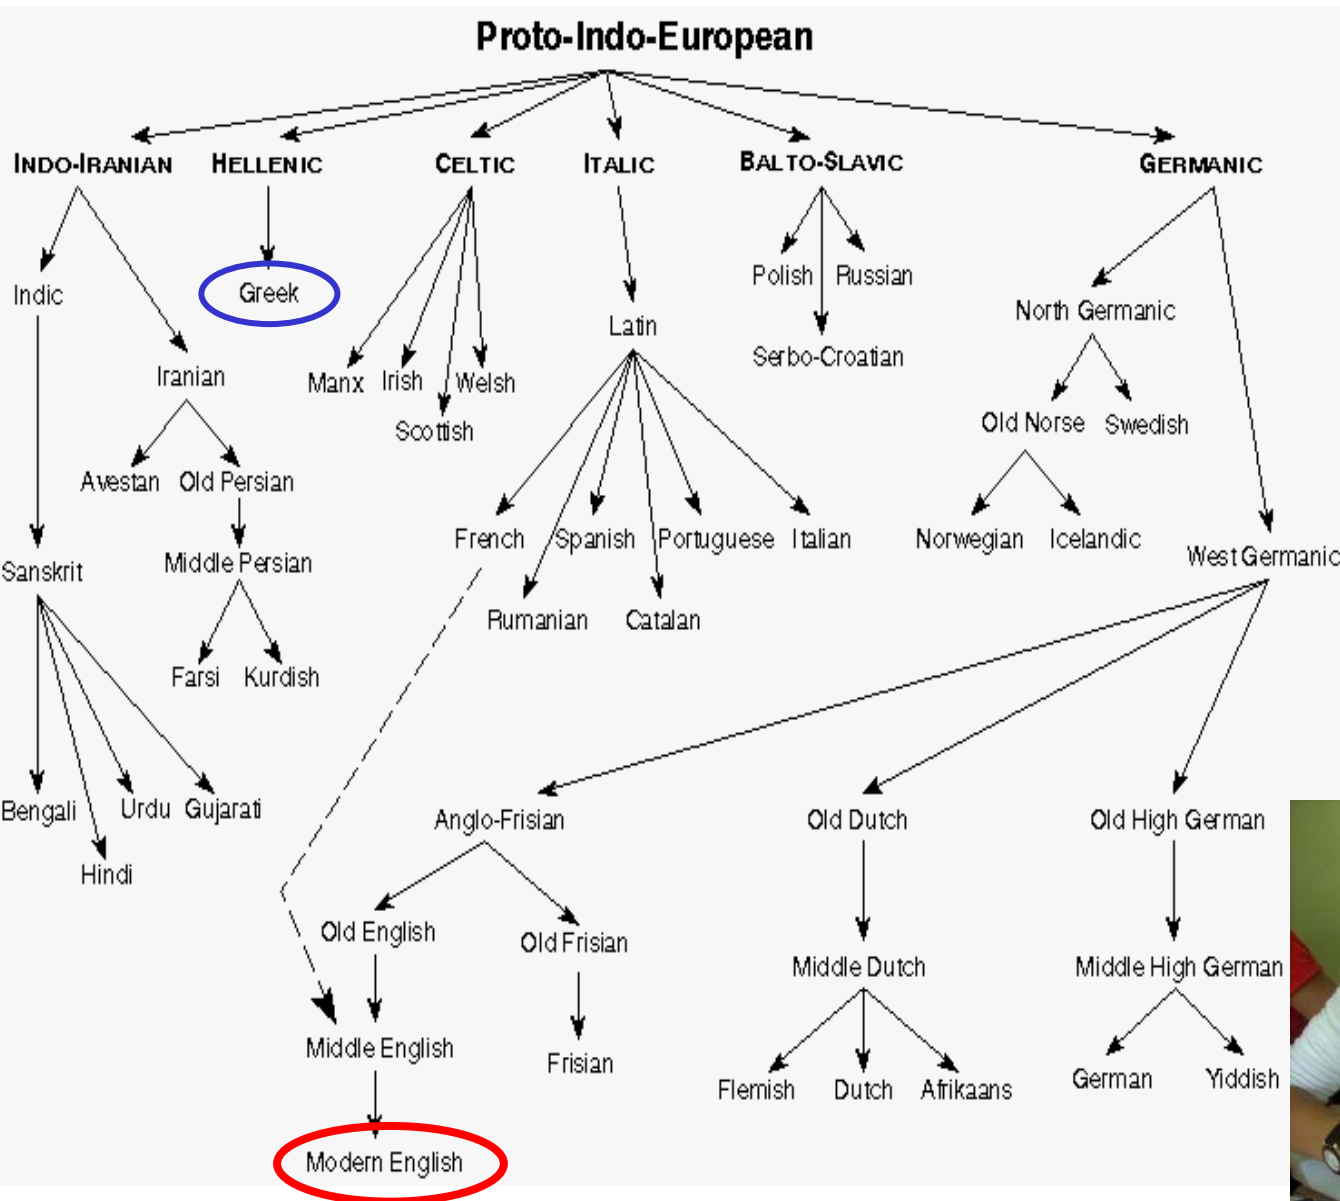 Proto-Indo-European
INDO-IRANIAN HELLENIC CELTIC ITALIC BALTO-SLAVIC GERMANIC
Indic Greek Latin Polish Russian North Germanic
Iranian Manx Irish Welsh Serbo-Croatian
Scottish Old Norse Swedish
Avestan Old Persian
French Spanish Portuguese Italian Norwegian Icelandic
Sanskrit Middle Persian West Germanic
Rumanian Catalan
Farsi Kurdish
Bengali Urdu Gujarati Anglo-Frisian Old Dutch Old High German
Hindi
Old English Old Frisian
Middle Dutch Middle High German
Middle English Frisian
Flemish Dutch Afrikaans German Yiddish
Modern English